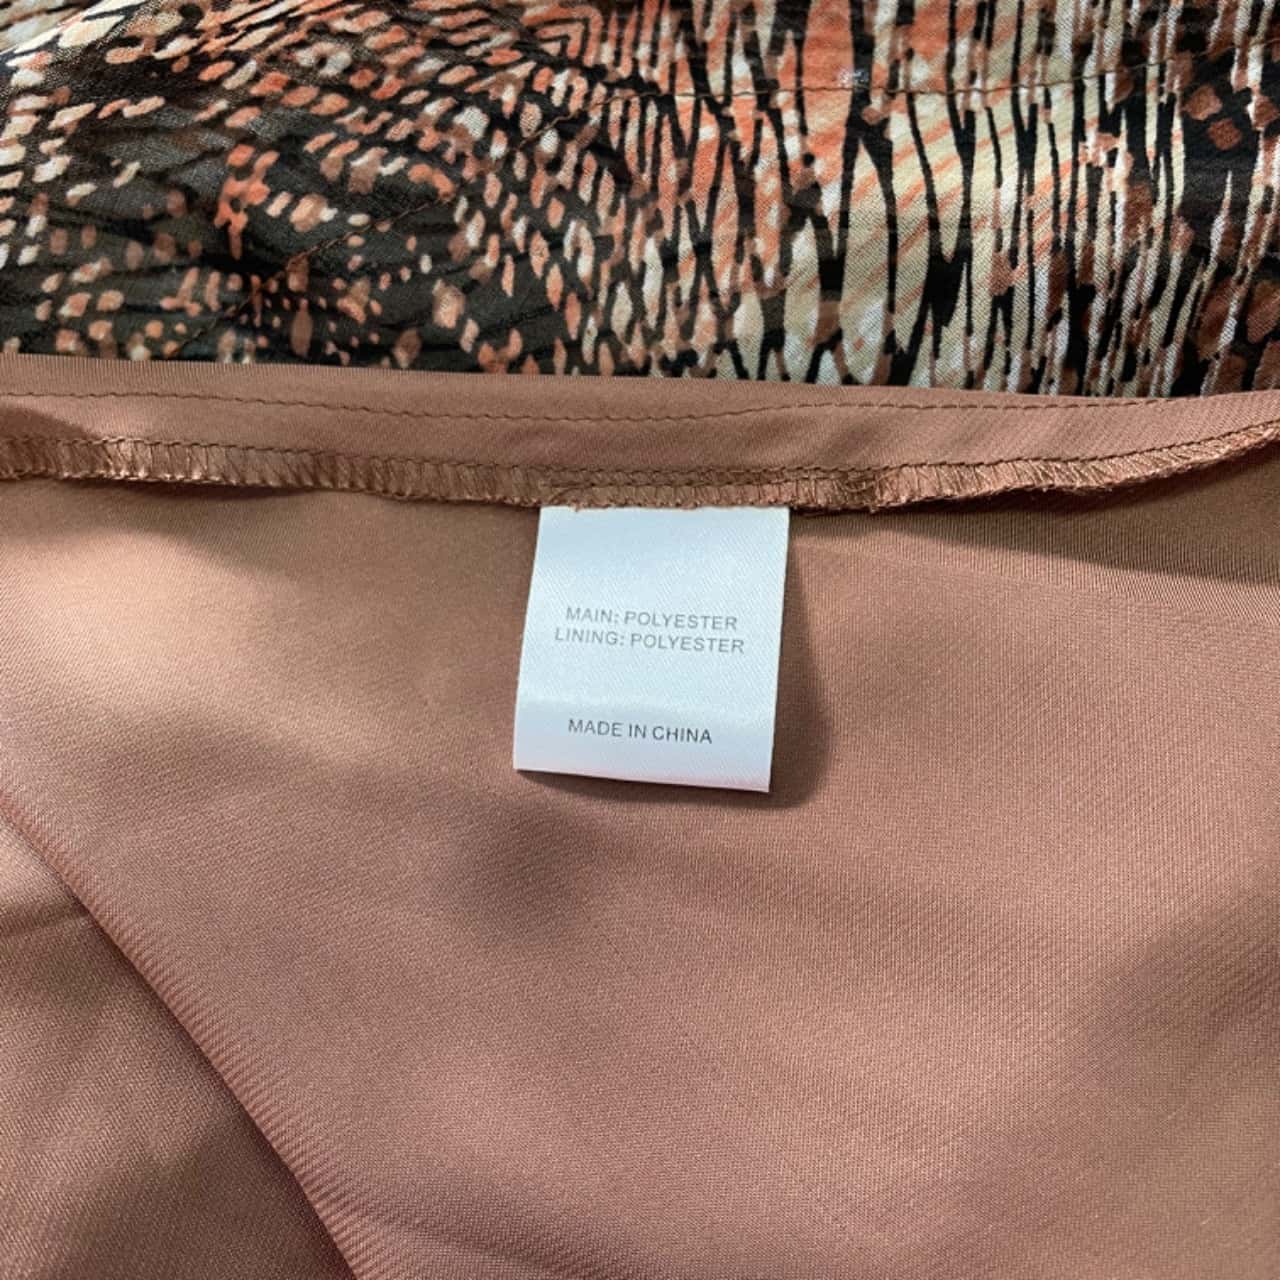 MAIN: POLYESTER
LINING: POLYESTER
MADE IN CHINA